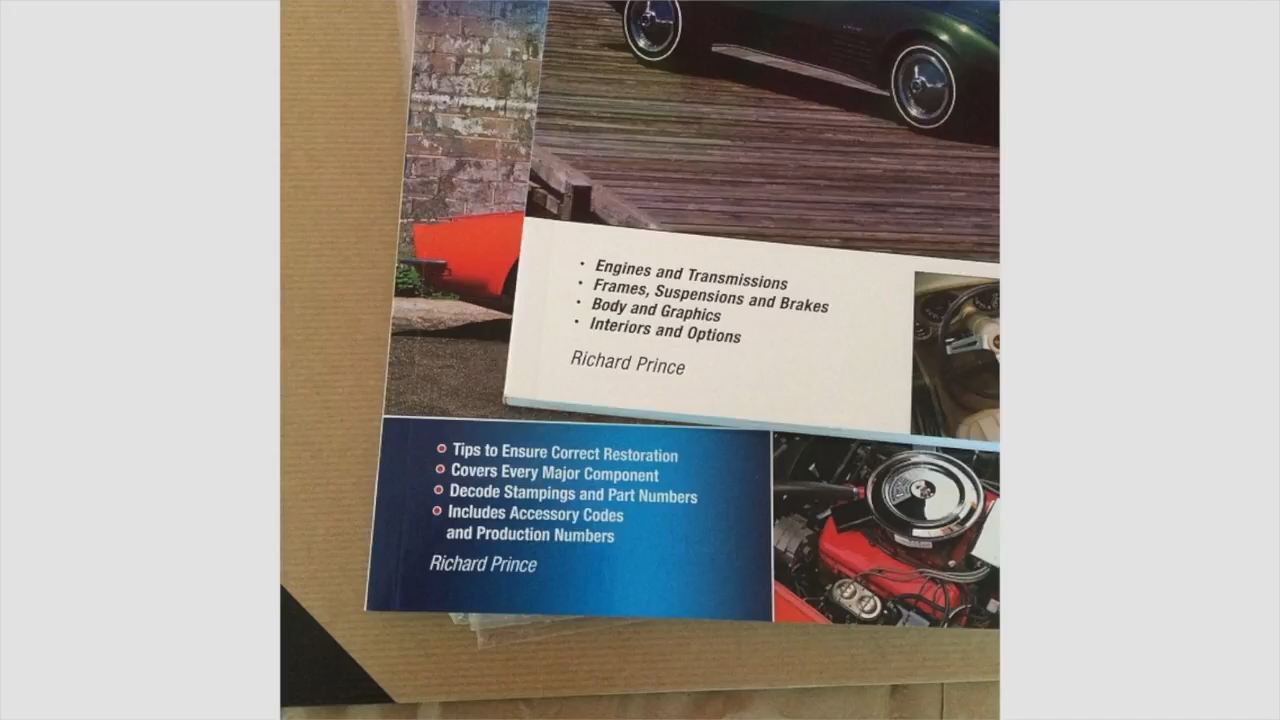 • Engines and Transmissions
• Frames, Suspensions and Brakes
• Body and Graphics
• Interiors and Options
Richard Prince
Tips to Ensure Correct Restoration
Covers Every Major Component
Decode Stampings and Part Numbers
Includes Accessory Codes
and Production Numbers
Richard Prince